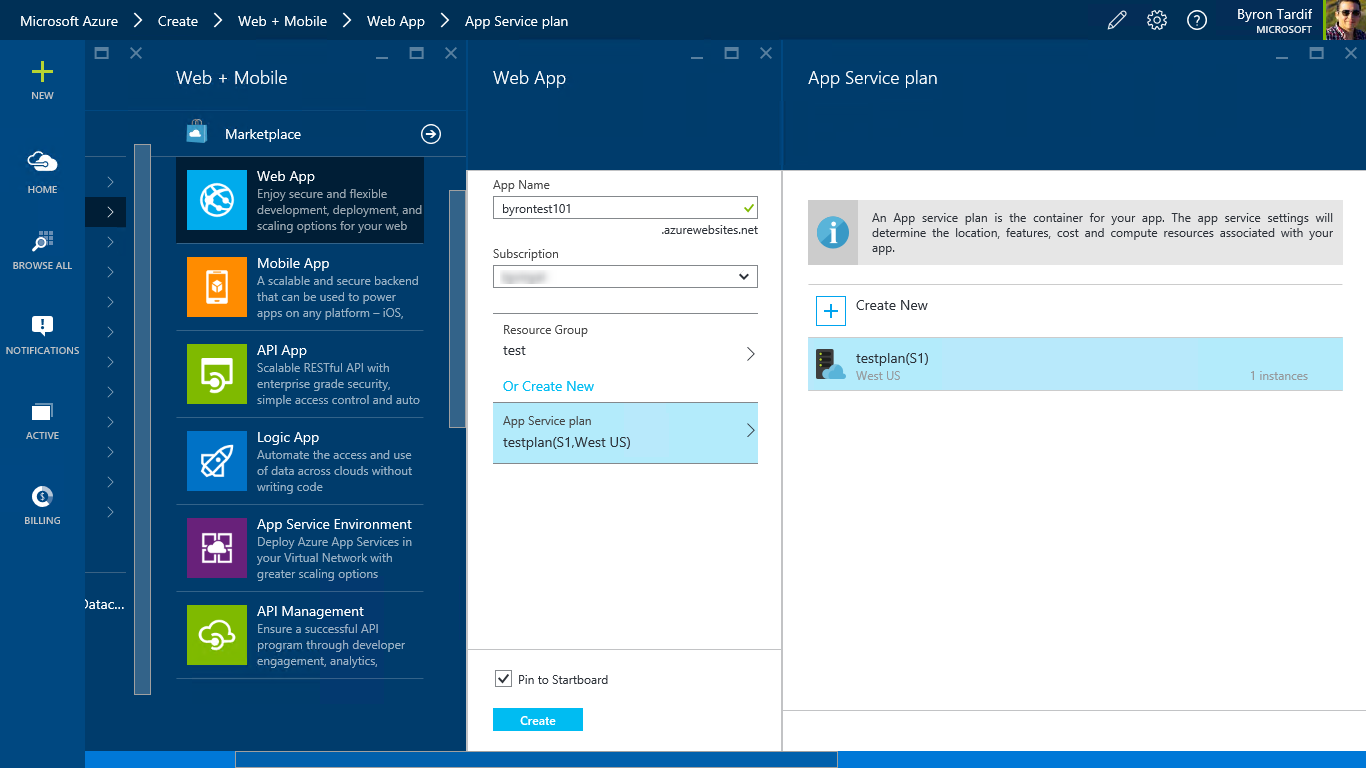 Microsoft Azure
Create
Web + Mobile
Web App
App Service plan
Byron Tardif
MICROSOFT
NEW
HOME
BROWSE ALL
NOTIFICATIONS
ACTIVE
BILLING
Datac...
Web + Mobile
Marketplace
Web App
Enjoy secure and flexible
development, deployment, and
scaling options for your web
Mobile App
A scalable and secure backend
that can be used to power
apps on any platform – iOS,
API App
Scalable RESTful API with
enterprise grade security,
simple access control and auto
Logic App
Automate the access and use
of data across clouds without
writing code
App Service Environment
Deploy Azure App Services in
your Virtual Network with
greater scaling options
API Management
Ensure a successful API
program through developer
engagement, analytics,
Web App
App Name
byrontest101
.azurewebsites.net
Subscription
Resource Group
test
Or Create New
App Service plan
testplan(S1,West US)
Pin to Startboard
Create
App Service plan
An App service plan is the container for your app. The app service settings will
determine the location, features, cost and compute resources associated with your
app.
Create New
testplan(S1)
West US
1 instances